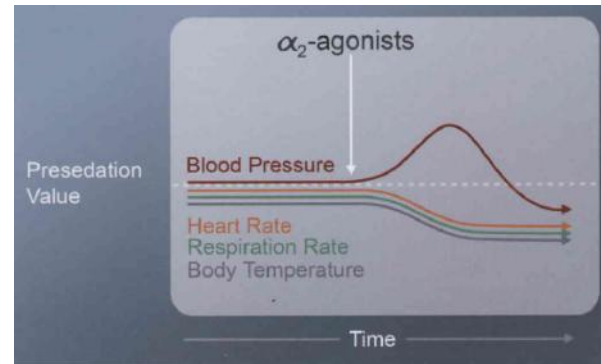 α₂-agonists
Presedation
Value
Blood Pressure
Heart Rate
Respiration Rate
Body Temperature
Time